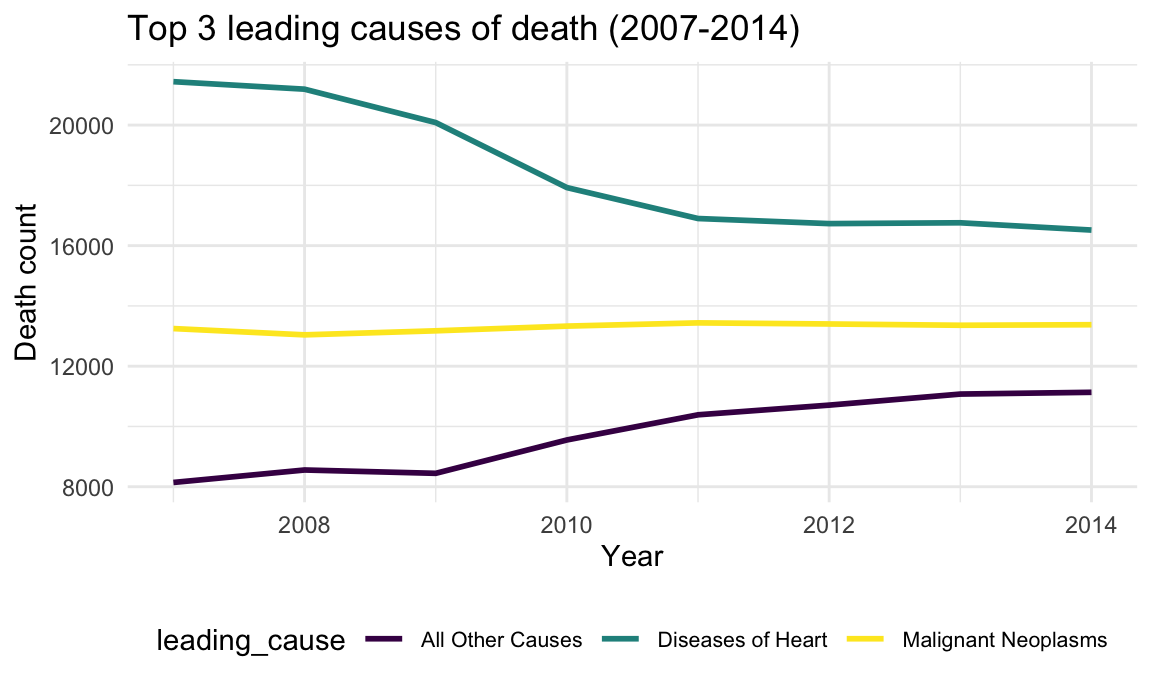 Top 3 leading causes of death (2007-2014)
Death count
20000
16000
12000
8000
2008 2010 2012 2014
Year
leading_cause All Other Causes Diseases of Heart Malignant Neoplasms